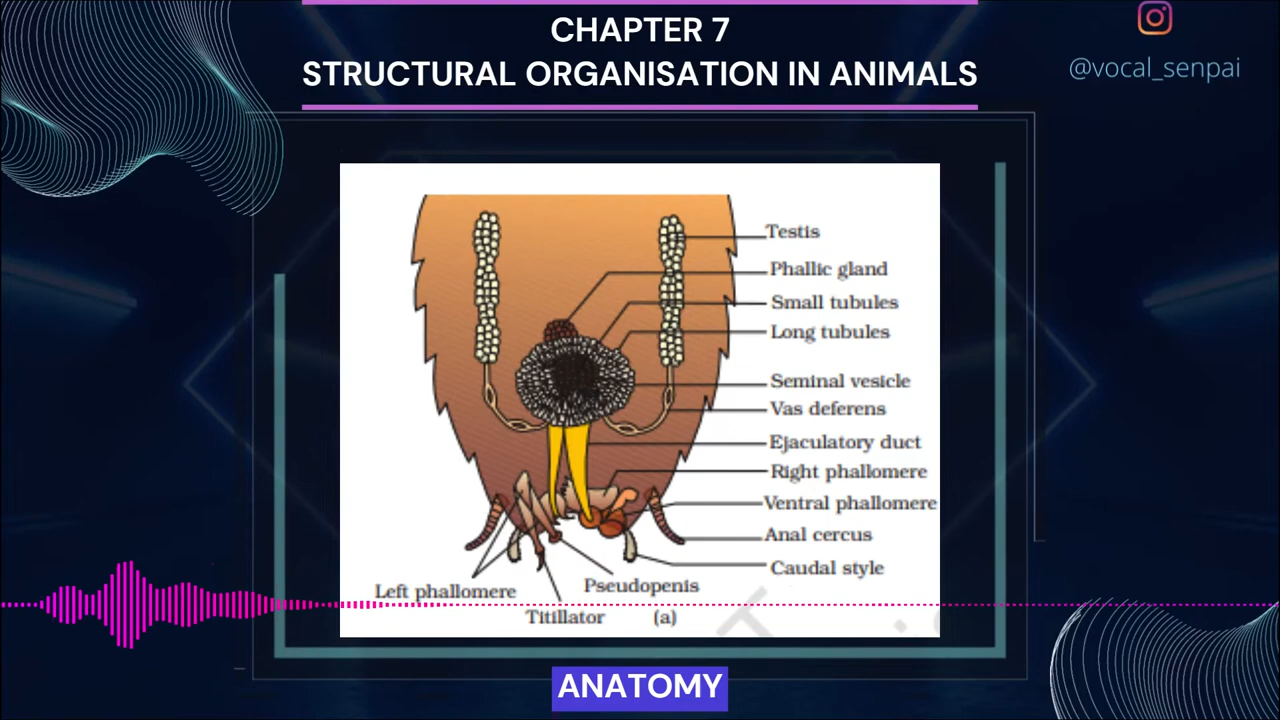 CHAPTER 7
STRUCTURAL ORGANISATION IN ANIMALS
@vocal_senpai
Testis
Phallic gland
Small tubules
Long tubules
Seminal vesicle
Vas deferens
Ejaculatory duct
Right phallomere
Ventral phallomere
Anal cercus
Caudal style
Left phallomere
Pseudopenis
Titillator
(a)
ANATOMY